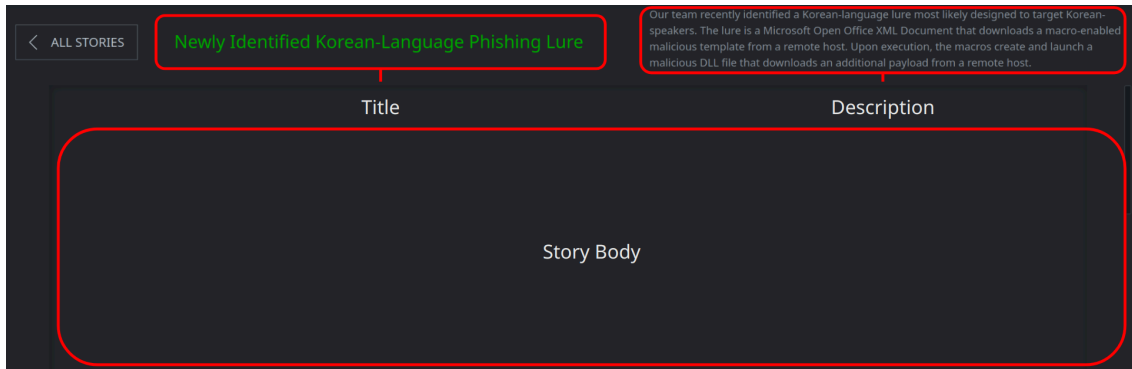 ALL STORIES
Newly Identified Korean-Language Phishing Lure
Our team recently identified a Korean-language lure most likely designed to target Korean-
speakers. The lure is a Microsoft Open Office XML Document that downloads a macro-enabled
malicious template from a remote host. Upon execution, the macros create and launch a
malicious DLL file that downloads an additional payload from a remote host.
Title
Description
Story Body